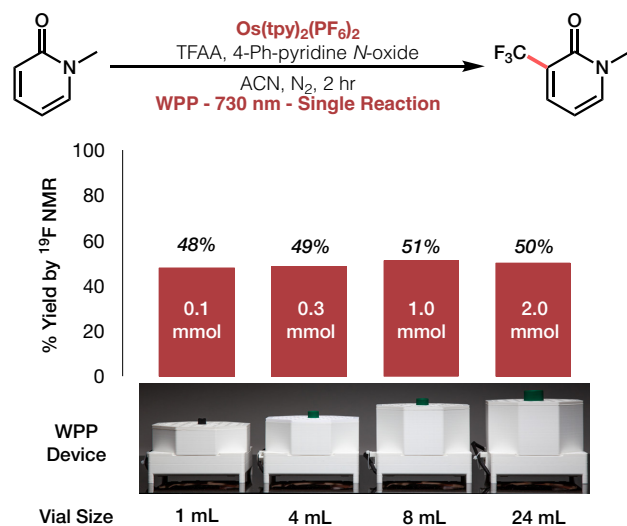 O
N
Os(tpy)₂(PF₆)₂
TFAA, 4-Ph-pyridine N-oxide
ACN, N₂, 2 hr
WPP - 730 nm - Single Reaction
F₃C
O
N
% Yield by ¹⁹F NMR
100
80
60
40
20
0
48% 49% 51% 50%
0.1 0.3 1.0 2.0
mmol mmol mmol mmol
WPP
Device
Vial Size 1 mL 4 mL 8 mL 24 mL